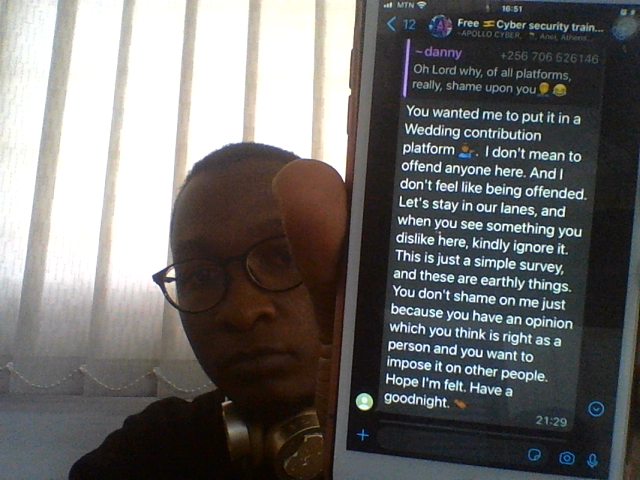 MTN
16:51
12
Free Cyber security train...
~APOLLO CYBER,
~danny +256 706 526146
Oh Lord why, of all platforms,
really, shame upon you🤦😂
You wanted me to put it in a
Wedding contribution
platform 🤷. I don't mean to
offend anyone here. And I
don't feel like being offended.
Let's stay in our lanes, and
when you see something you
dislike here, kindly ignore it.
This is just a simple survey,
and these are earthly things.
You don't shame on me just
because you have an opinion
which you think is right as a
person and you want to
impose it on other people.
Hope I'm felt. Have a
goodnight.
21:29